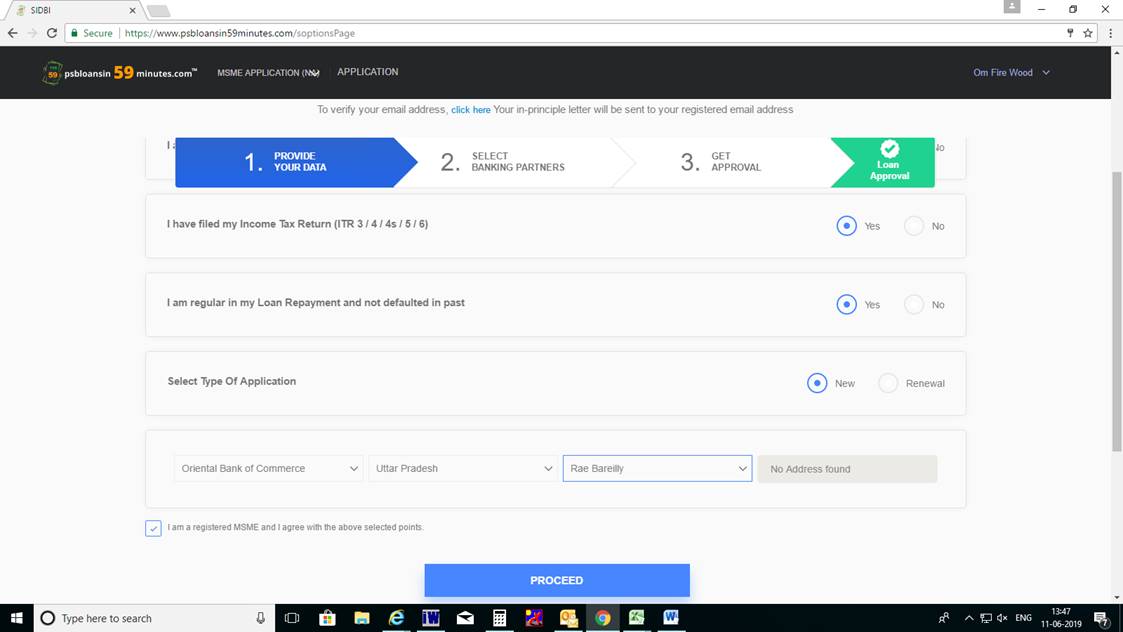 SIDBI
Secure https://www.psbloansin59minutes.com/soptionsPage
psbloansin 59 minutes.com™ MSME APPLICATION (NA) APPLICATION Om Fire Wood
To verify your email address, click here Your in-principle letter will be sent to your registered email address
1. PROVIDE YOUR DATA
2. SELECT BANKING PARTNERS
3. GET APPROVAL
Loan Approval
I have filed my Income Tax Return (ITR 3 / 4 / 4s / 5 / 6) Yes No
I am regular in my Loan Repayment and not defaulted in past Yes No
Select Type Of Application New Renewal
Oriental Bank of Commerce Uttar Pradesh Rae Bareilly No Address found
I am a registered MSME and I agree with the above selected points.
PROCEED
Type here to search ENG 13:47
11-06-2019